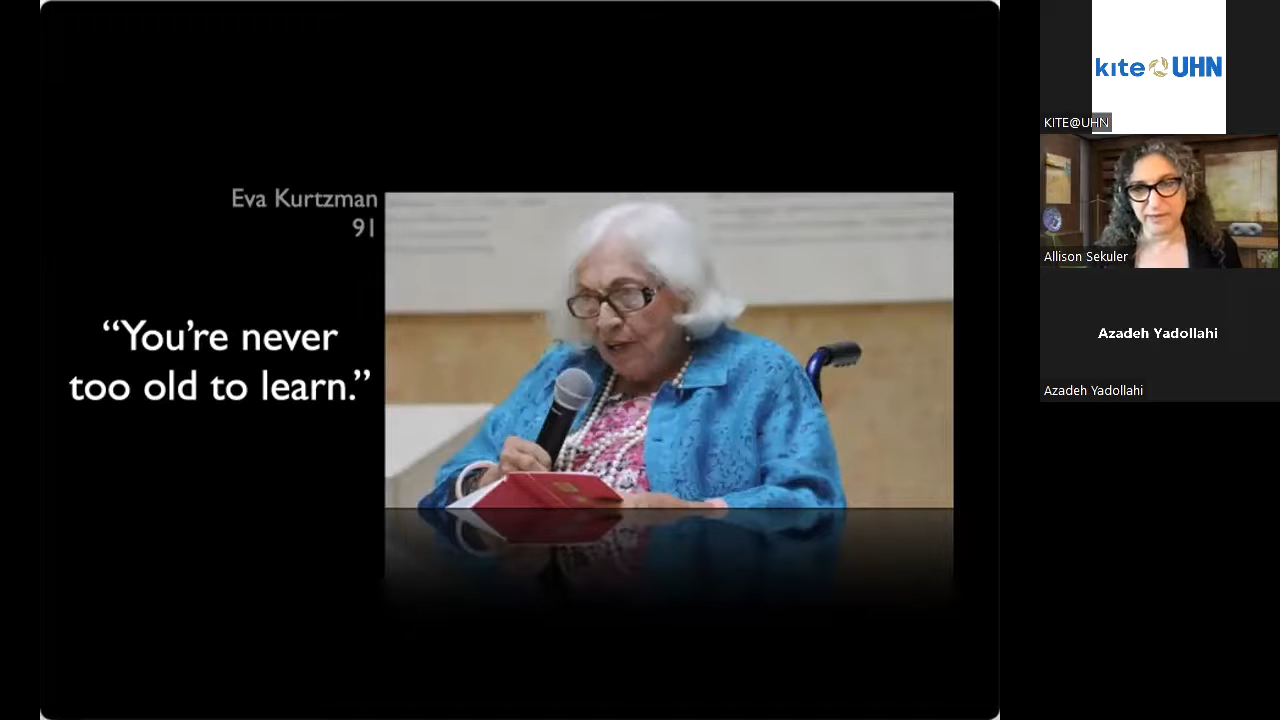 Eva Kurtzman
91
“You’re never
too old to learn.”
kite UHN
KITE@UHN
Allison Sekuler
Azadeh Yadollahi
Azadeh Yadollahi